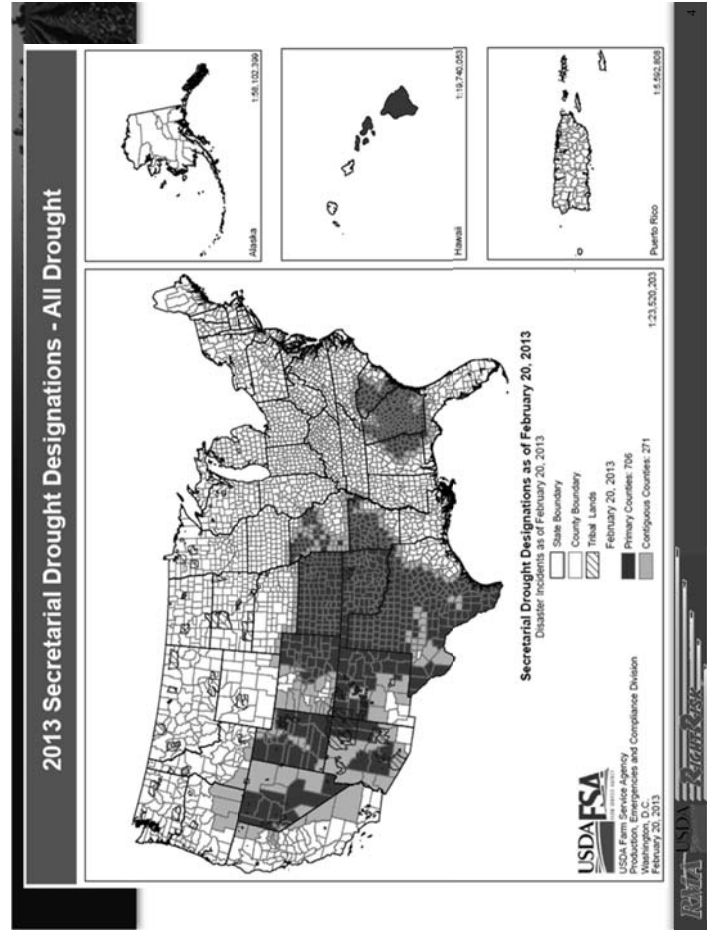 2013 Secretarial Drought Designations - All Drought
Alaska
1:58,102,399
Hawaii
1:19,740,053
Puerto Rico
1:5,592,808
1:23,520,203
Secretarial Drought Designations as of February 20, 2013
Disaster Incidents as of February 20, 2013
State Boundary
County Boundary
Tribal Lands
February 20, 2013
Primary Counties: 706
Contiguous Counties: 271
USDA FSA
USDA Farm Service Agency
Production, Emergencies and Compliance Division
Washington, D.C.
February 20, 2013
RMA
USDA
RightRisk
4